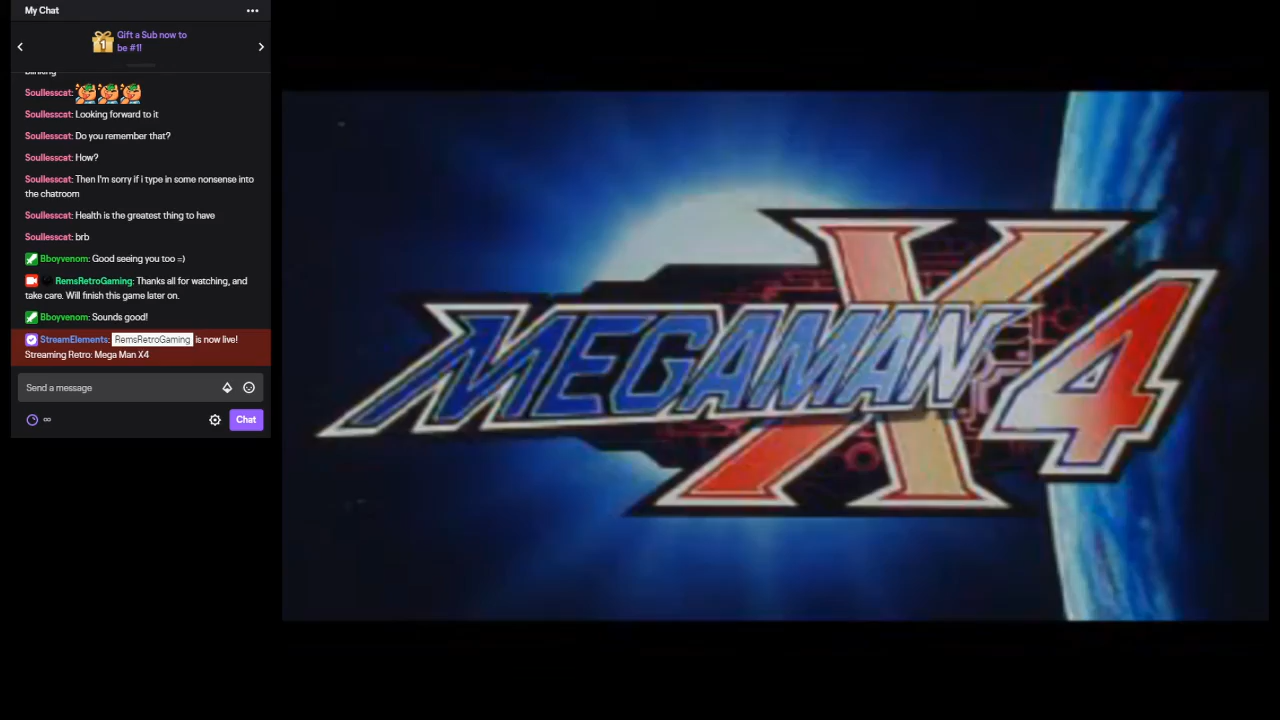 My Chat
1
Gift a Sub now to
be #1!
Soullesscat:
Soullesscat: Looking forward to it
Soullesscat: Do you remember that?
Soullesscat: How?
Soullesscat: Then I'm sorry if i type in some nonsense into
the chatroom
Soullesscat: Health is the greatest thing to have
Soullesscat: brb
Bboyvenom: Good seeing you too =)
RemsRetroGaming: Thanks all for watching, and
take care. Will finish this game later on.
Bboyvenom: Sounds good!
StreamElements: RemsRetroGaming is now live!
Streaming Retro: Mega Man X4
Send a message
∞
Chat
MEGAMAN X4